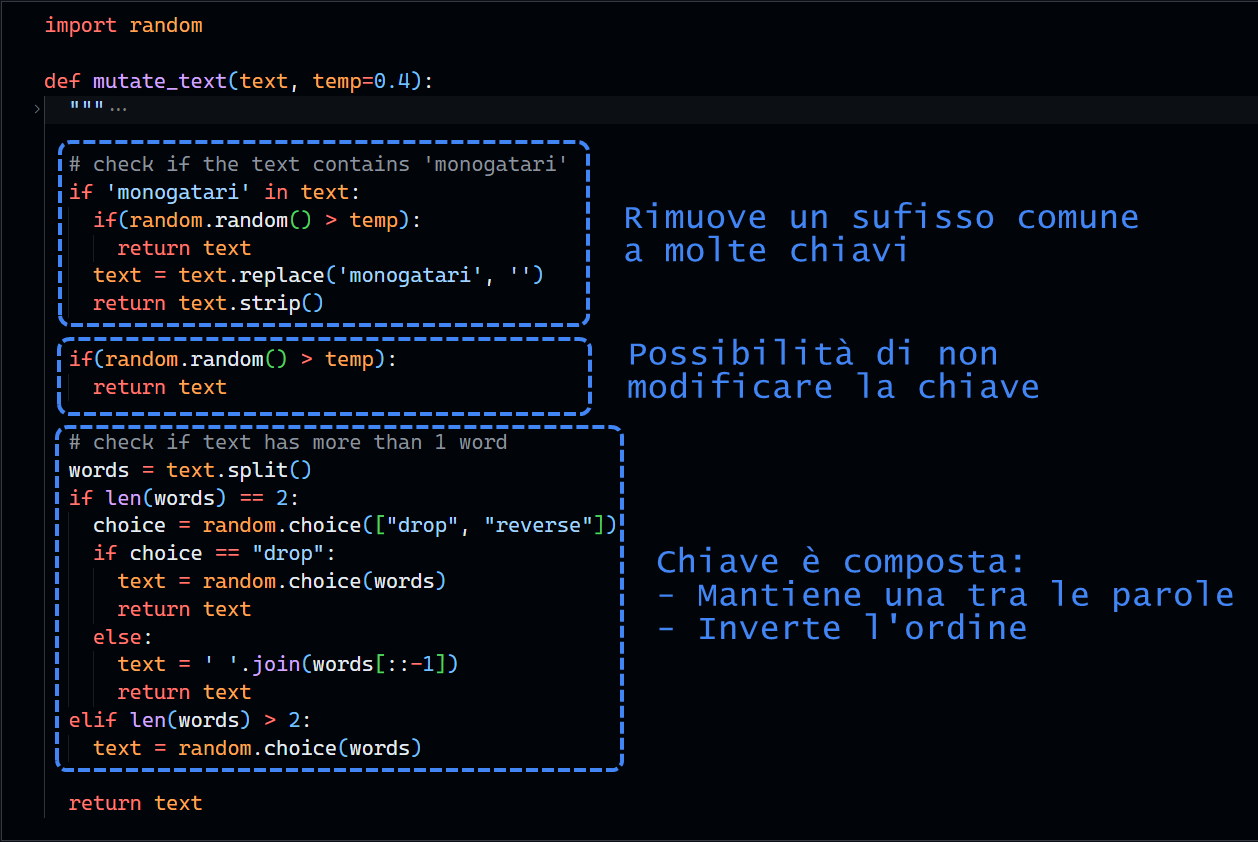 import random
def mutate_text(text, temp=0.4):
"""...
# check if the text contains 'monogatari'
if 'monogatari' in text:
if(random.random() > temp):
return text
text = text.replace('monogatari', '')
return text.strip()
Rimuove un sufisso comune
a molte chiavi
if(random.random() > temp):
return text
Possibilità di non
modificare la chiave
# check if text has more than 1 word
words = text.split()
if len(words) == 2:
choice = random.choice(["drop", "reverse"])
if choice == "drop":
text = random.choice(words)
return text
else:
text = ' '.join(words[::-1])
return text
elif len(words) > 2:
text = random.choice(words)
Chiave è composta:
- Mantiene una tra le parole
- Inverte l'ordine
return text